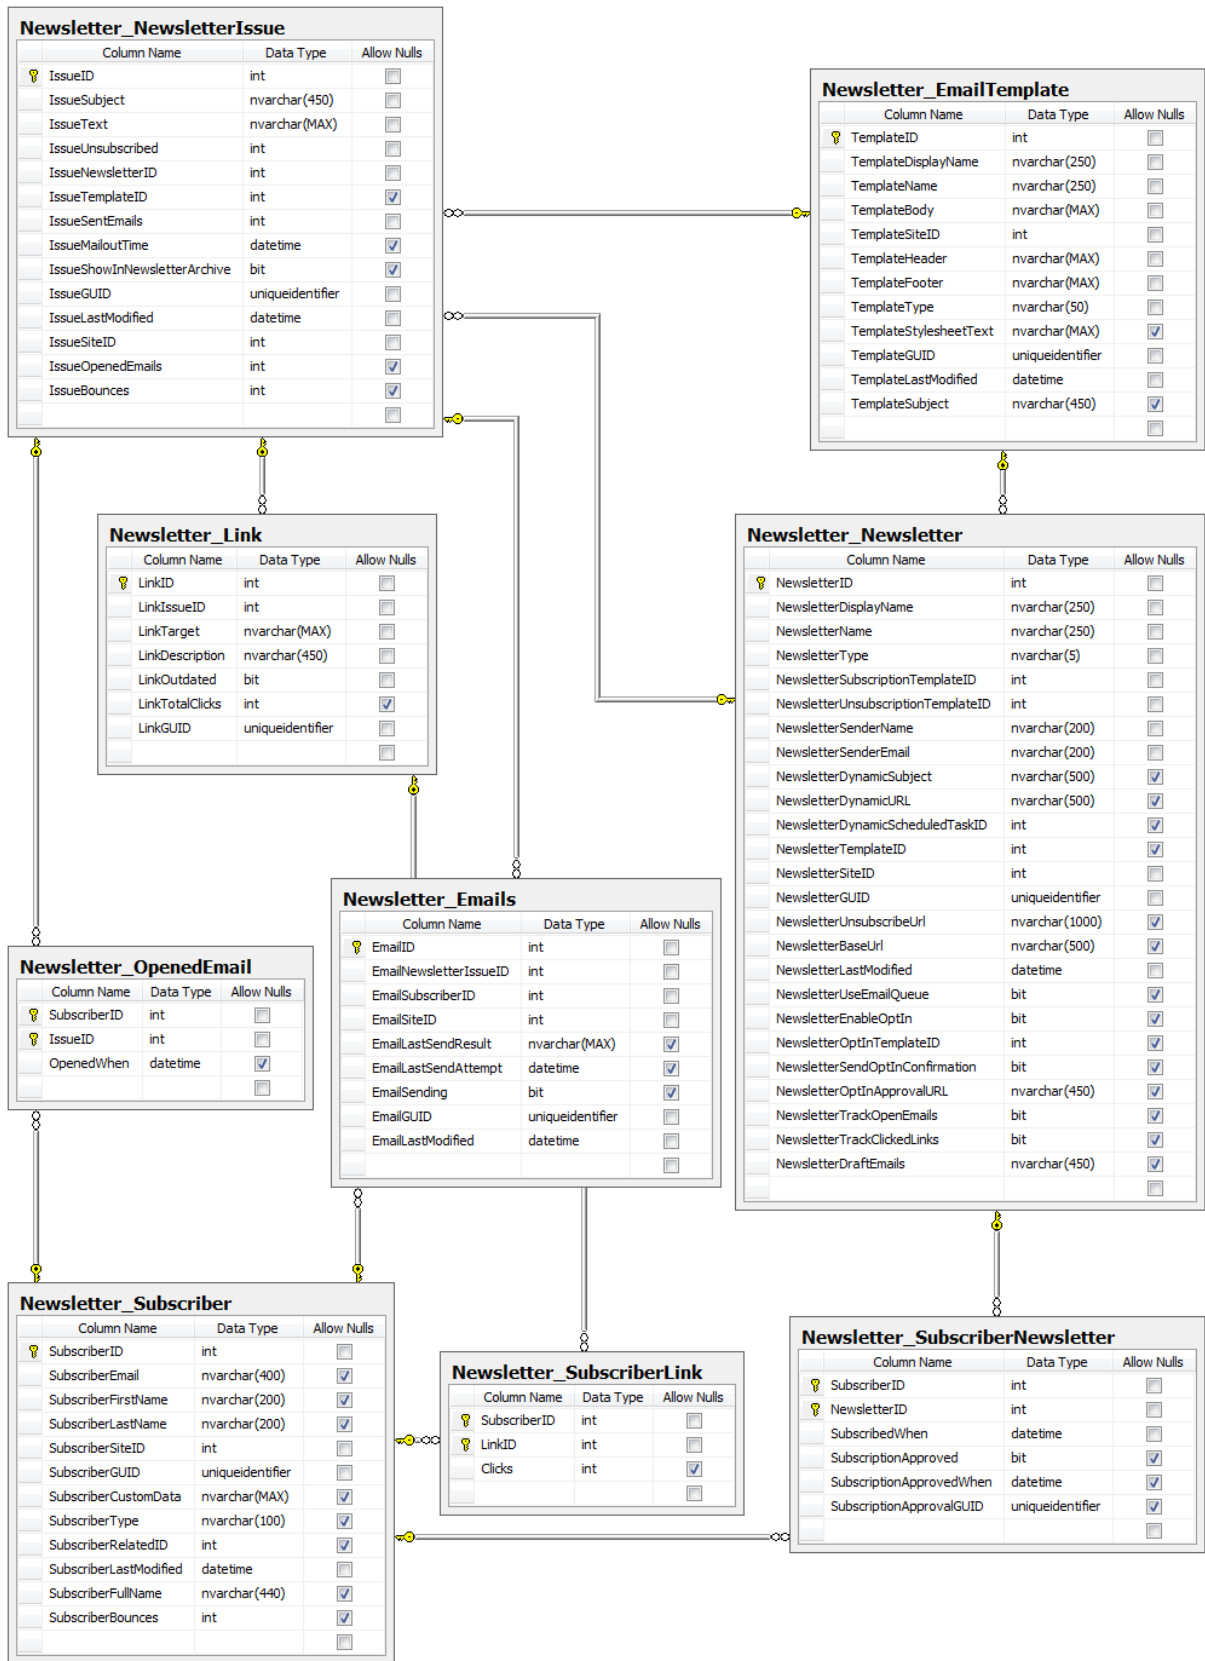 Newsletter_NewsletterIssue
Column Name Data Type Allow Nulls
IssueID int
IssueSubject nvarchar(450)
IssueText nvarchar(MAX)
IssueUnsubscribed int
IssueNewsletterID int
IssueTemplateID int
IssueSentEmails int
IssueMailoutTime datetime
IssueShowInNewsletterArchive bit
IssueGUID uniqueidentifier
IssueLastModified datetime
IssueSiteID int
IssueOpenedEmails int
IssueBounces int
Newsletter_EmailTemplate
Column Name Data Type Allow Nulls
TemplateID int
TemplateDisplayName nvarchar(250)
TemplateName nvarchar(250)
TemplateBody nvarchar(MAX)
TemplateSiteID int
TemplateHeader nvarchar(MAX)
TemplateFooter nvarchar(MAX)
TemplateType nvarchar(50)
TemplateStylesheetText nvarchar(MAX)
TemplateGUID uniqueidentifier
TemplateLastModified datetime
TemplateSubject nvarchar(450)
Newsletter_Link
Column Name Data Type Allow Nulls
LinkID int
LinkIssueID int
LinkTarget nvarchar(MAX)
LinkDescription nvarchar(450)
LinkOutdated bit
LinkTotalClicks int
LinkGUID uniqueidentifier
Newsletter_Newsletter
Column Name Data Type Allow Nulls
NewsletterID int
NewsletterDisplayName nvarchar(250)
NewsletterName nvarchar(250)
NewsletterType nvarchar(5)
NewsletterSubscriptionTemplateID int
NewsletterUnsubscriptionTemplateID int
NewsletterSenderName nvarchar(200)
NewsletterSenderEmail nvarchar(200)
NewsletterDynamicSubject nvarchar(500)
NewsletterDynamicURL nvarchar(500)
NewsletterDynamicScheduledTaskID int
NewsletterTemplateID int
NewsletterSiteID int
NewsletterGUID uniqueidentifier
NewsletterUnsubscribeUrl nvarchar(1000)
NewsletterBaseUrl nvarchar(500)
NewsletterLastModified datetime
NewsletterUseEmailQueue bit
NewsletterEnableOptIn bit
NewsletterOptInTemplateID int
NewsletterSendOptInConfirmation bit
NewsletterOptInApprovalURL nvarchar(450)
NewsletterTrackOpenEmails bit
NewsletterTrackClickedLinks bit
NewsletterDraftEmails nvarchar(450)
Newsletter_Emails
Column Name Data Type Allow Nulls
EmailID int
EmailNewsletterIssueID int
EmailSubscriberID int
EmailSiteID int
EmailLastSendResult nvarchar(MAX)
EmailLastSendAttempt datetime
EmailSending bit
EmailGUID uniqueidentifier
EmailLastModified datetime
Newsletter_OpenedEmail
Column Name Data Type Allow Nulls
SubscriberID int
IssueID int
OpenedWhen datetime
Newsletter_Subscriber
Column Name Data Type Allow Nulls
SubscriberID int
SubscriberEmail nvarchar(400)
SubscriberFirstName nvarchar(200)
SubscriberLastName nvarchar(200)
SubscriberSiteID int
SubscriberGUID uniqueidentifier
SubscriberCustomData nvarchar(MAX)
SubscriberType nvarchar(100)
SubscriberRelatedID int
SubscriberLastModified datetime
SubscriberFullName nvarchar(440)
SubscriberBounces int
Newsletter_SubscriberLink
Column Name Data Type Allow Nulls
SubscriberID int
LinkID int
Clicks int
Newsletter_SubscriberNewsletter
Column Name Data Type Allow Nulls
SubscriberID int
NewsletterID int
SubscribedWhen datetime
SubscriptionApproved bit
SubscriptionApprovedWhen datetime
SubscriptionApprovalGUID uniqueidentifier